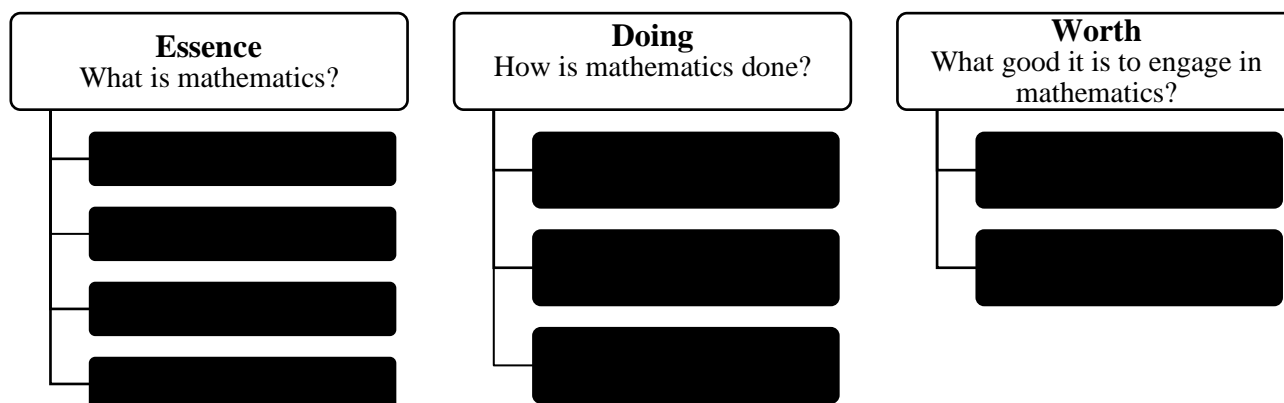 Essence
What is mathematics?
Doing
How is mathematics done?
Worth
What good it is to engage in
mathematics?